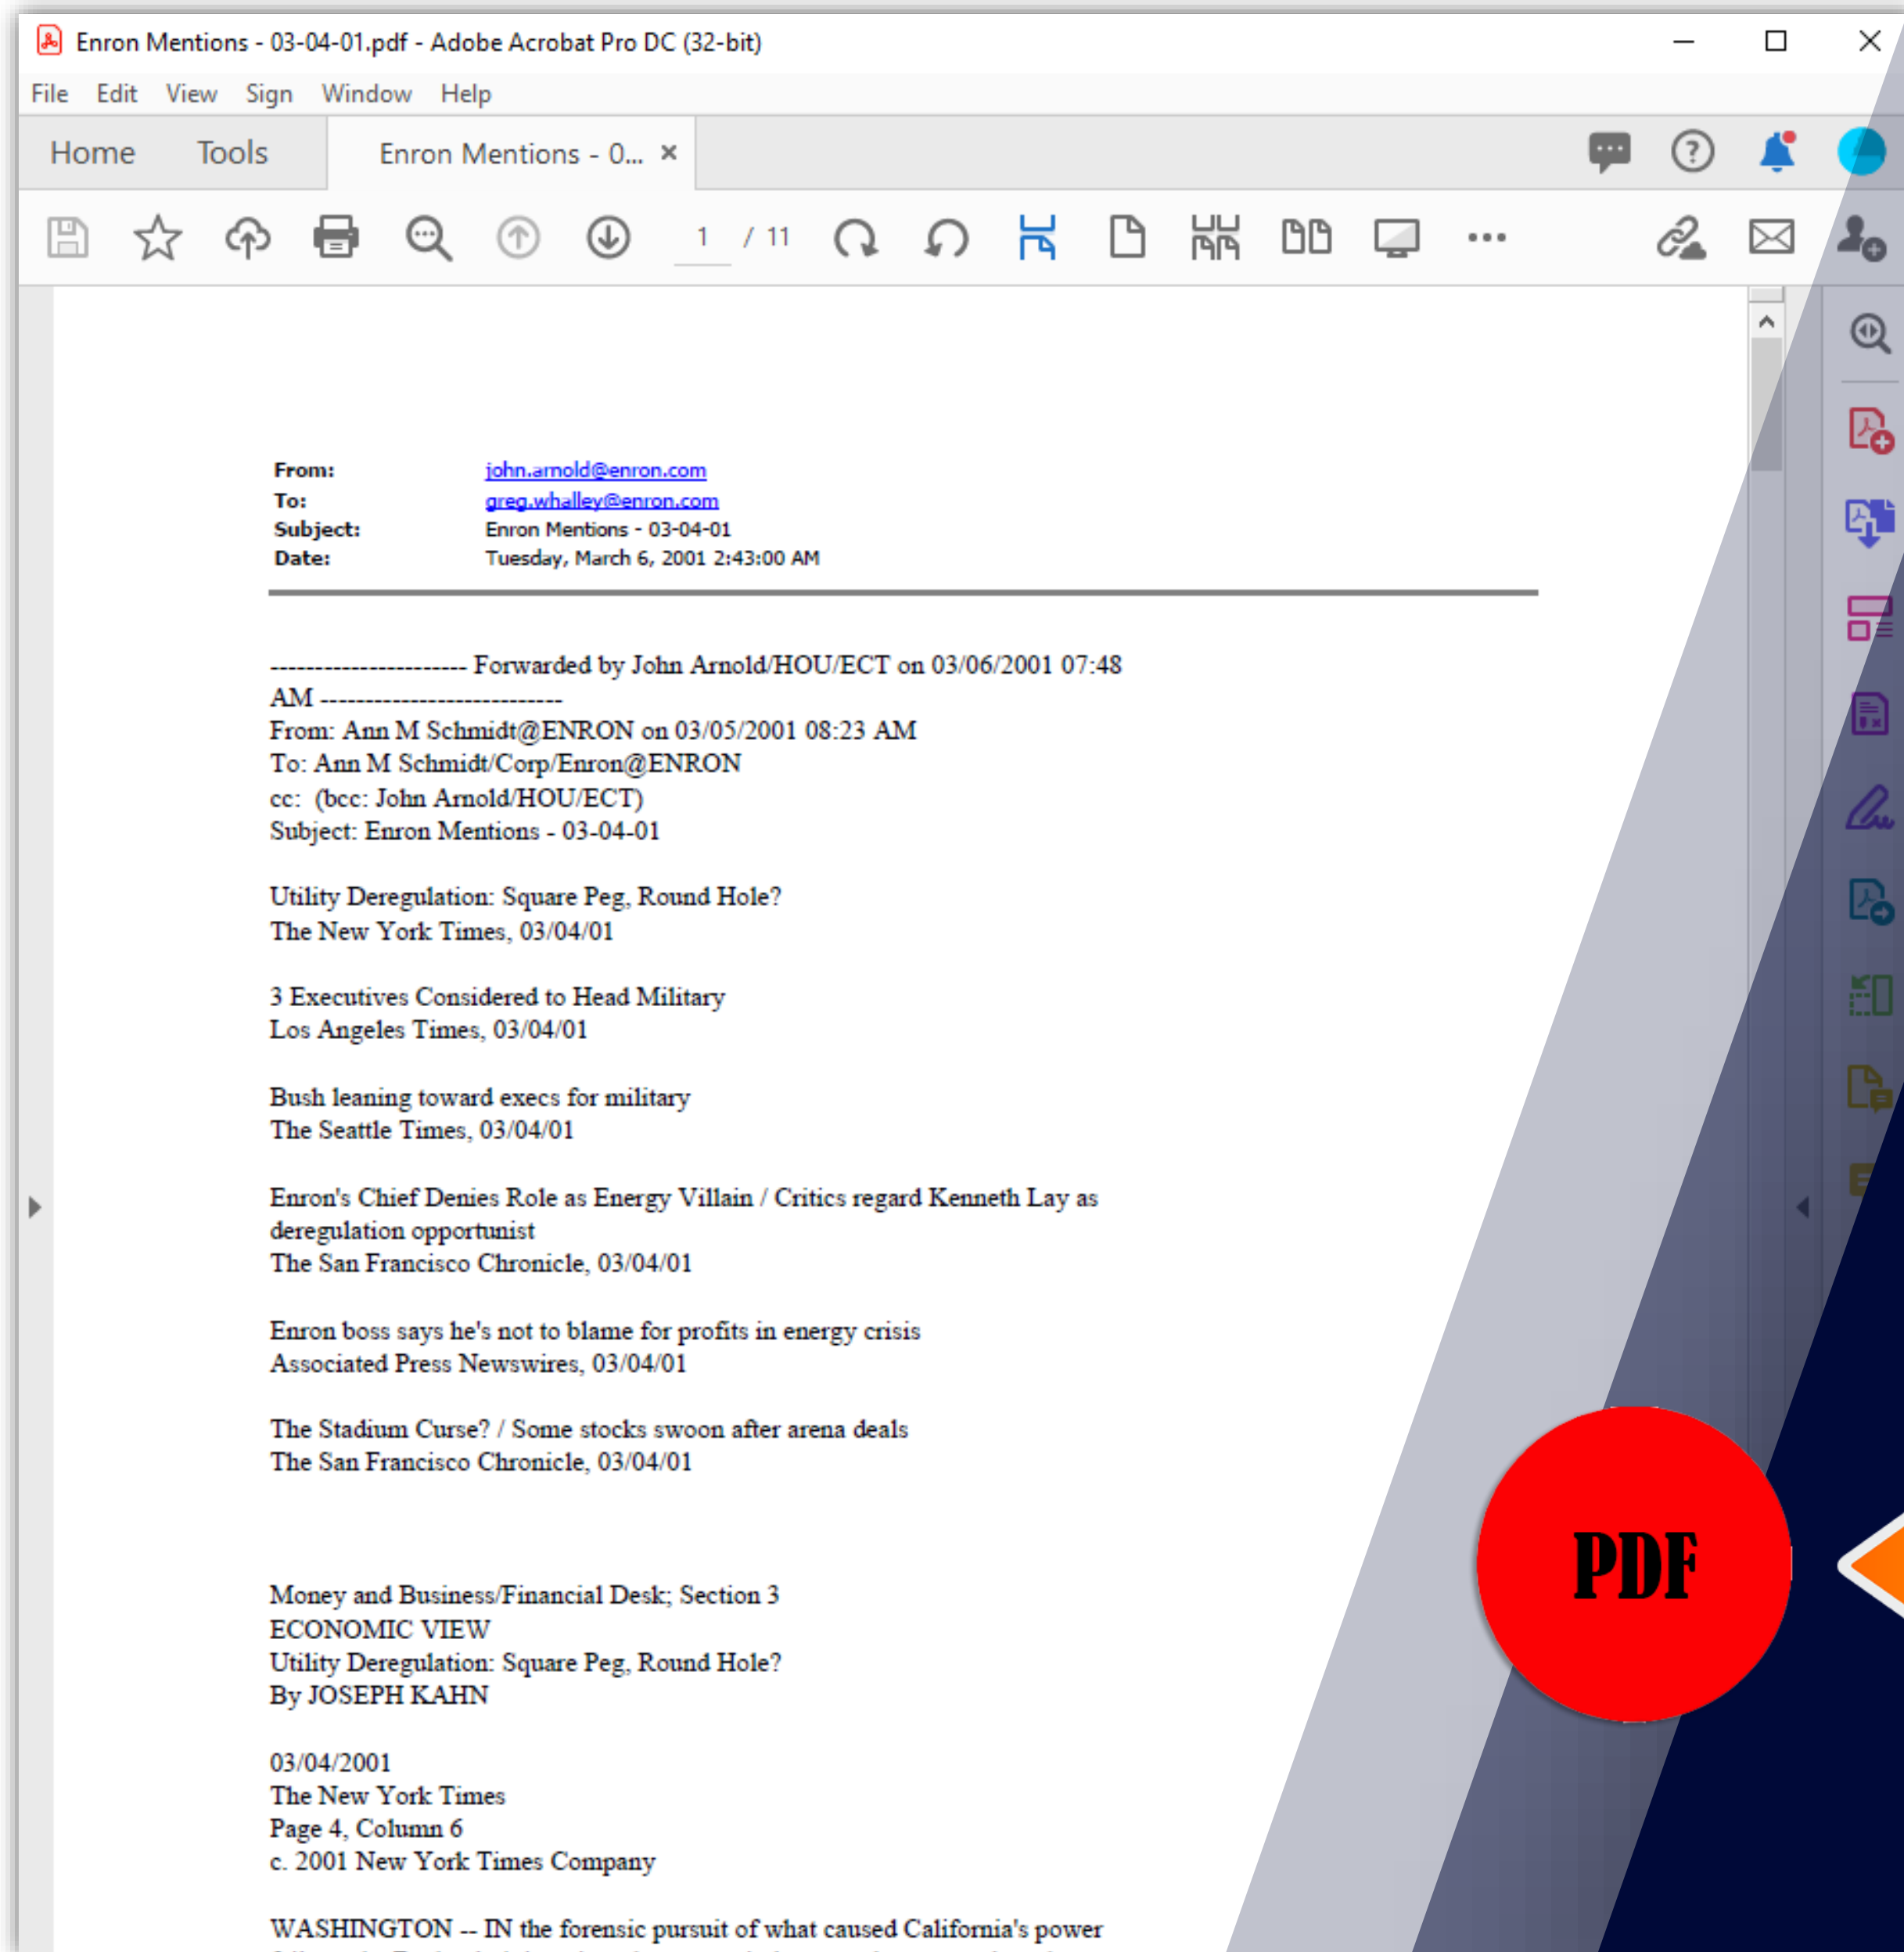 Enron Mentions - 03-04-01.pdf - Adobe Acrobat Pro DC (32-bit)
File Edit View Sign Window Help
Home Tools Enron Mentions - 0... ×
1 / 11
From: john.arnold@enron.com
To: greg.whalley@enron.com
Subject: Enron Mentions - 03-04-01
Date: Tuesday, March 6, 2001 2:43:00 AM
---------------------- Forwarded by John Arnold/HOU/ECT on 03/06/2001 07:48
AM ---------------------------
From: Ann M Schmidt@ENRON on 03/05/2001 08:23 AM
To: Ann M Schmidt/Corp/Enron@ENRON
cc:  (bcc: John Arnold/HOU/ECT)
Subject: Enron Mentions - 03-04-01
Utility Deregulation: Square Peg, Round Hole?
The New York Times, 03/04/01
3 Executives Considered to Head Military
Los Angeles Times, 03/04/01
Bush leaning toward execs for military
The Seattle Times, 03/04/01
Enron's Chief Denies Role as Energy Villain / Critics regard Kenneth Lay as
deregulation opportunist
The San Francisco Chronicle, 03/04/01
Enron boss says he's not to blame for profits in energy crisis
Associated Press Newswires, 03/04/01
The Stadium Curse? / Some stocks swoon after arena deals
The San Francisco Chronicle, 03/04/01
PDF
Money and Business/Financial Desk; Section 3
ECONOMIC VIEW
Utility Deregulation: Square Peg, Round Hole?
By JOSEPH KAHN
03/04/2001
The New York Times
Page 4, Column 6
c. 2001 New York Times Company
WASHINGTON -- IN the forensic pursuit of what caused California's power